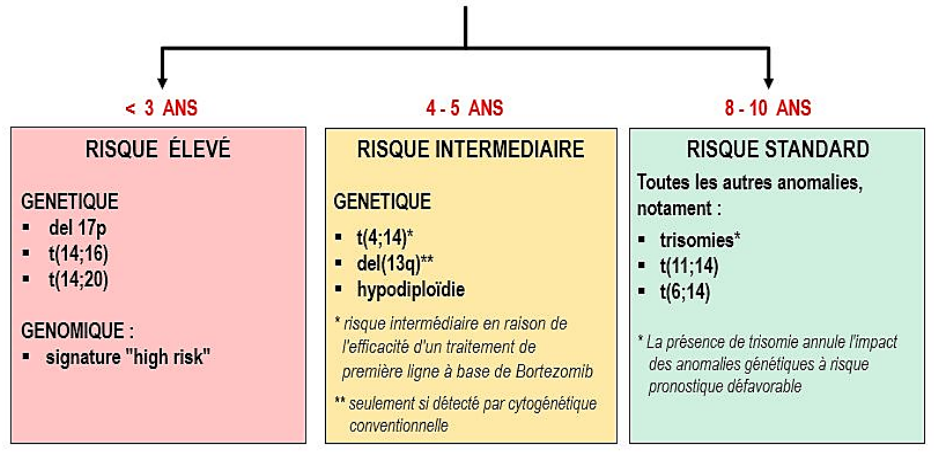 < 3 ANS
RISQUE ÉLEVÉ
GENETIQUE
▪ del 17p
▪ t(14;16)
▪ t(14;20)
GENOMIQUE :
▪ signature "high risk"
4 - 5 ANS
RISQUE INTERMEDIAIRE
GENETIQUE
▪ t(4;14)*
▪ del(13q)**
▪ hypodiploïdie
* risque intermédiaire en raison de
l'efficacité d'un traitement de
première ligne à base de Bortezomib
** seulement si détecté par cytogénétique
conventionnelle
8 - 10 ANS
RISQUE STANDARD
Toutes les autres anomalies,
notament :
▪ trisomies*
▪ t(11;14)
▪ t(6;14)
* La présence de trisomie annule l'impact
des anomalies génétiques à risque
pronostique défavorable